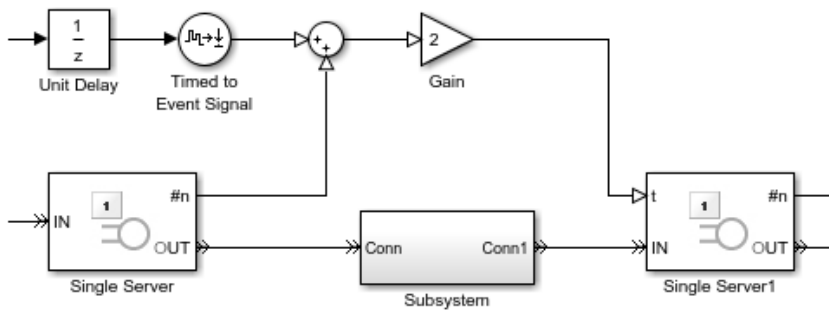 1
z
Unit Delay
Timed to
Event Signal
+
+
2
Gain
IN
1
#n
OUT
Single Server
Conn
Conn1
Subsystem
t
IN
1
#n
OUT
Single Server1